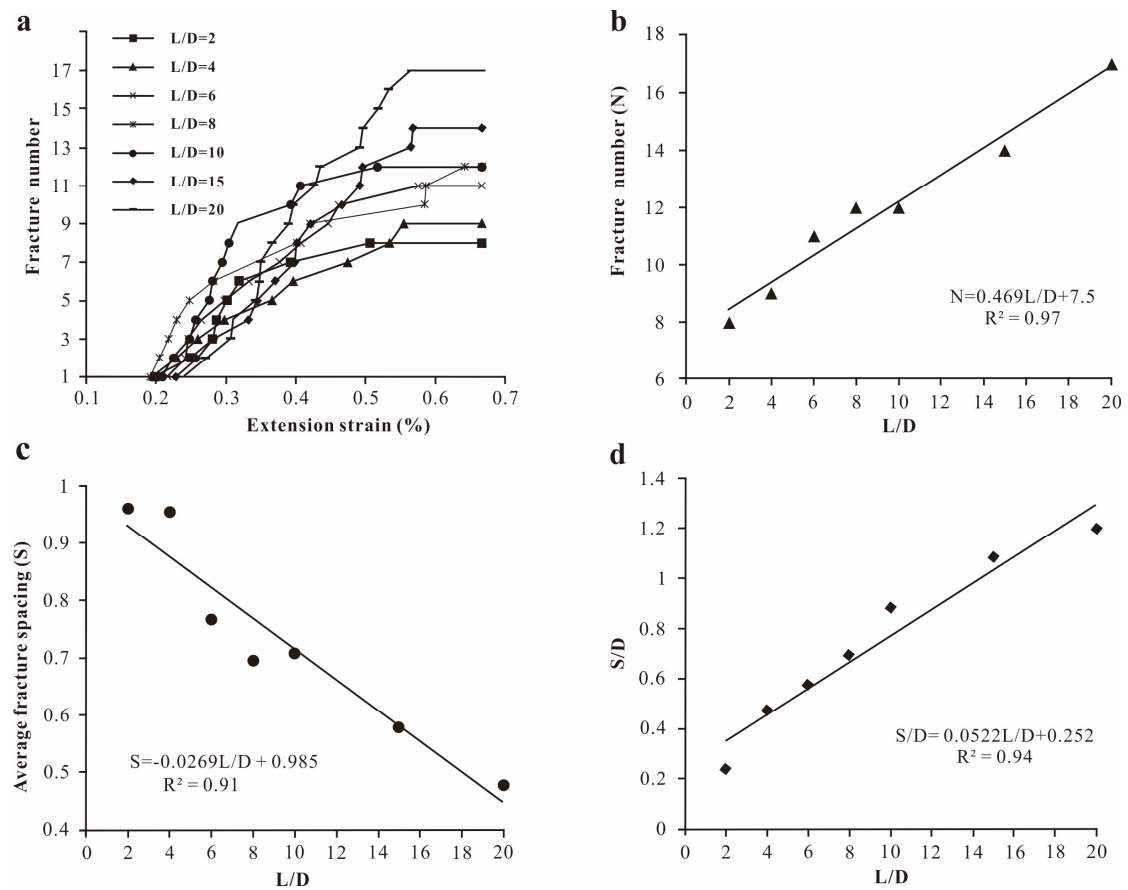 a
L/D=2
L/D=4
L/D=6
L/D=8
L/D=10
L/D=15
L/D=20
Fracture number
17
15
13
11
9
7
5
3
1
0.1 0.2 0.3 0.4 0.5 0.6 0.7
Extension strain (%)
b
Fracture number (N)
18
16
14
12
10
8
6
N=0.469L/D+7.5
R² = 0.97
0 2 4 6 8 10 12 14 16 18 20
L/D
c
Average fracture spacing (S)
1
0.9
0.8
0.7
0.6
0.5
0.4
S=-0.0269L/D + 0.985
R² = 0.91
0 2 4 6 8 10 12 14 16 18 20
L/D
d
S/D
1.4
1.2
1
0.8
0.6
0.4
0.2
0
S/D= 0.0522L/D+0.252
R² = 0.94
0 2 4 6 8 10 12 14 16 18 20
L/D